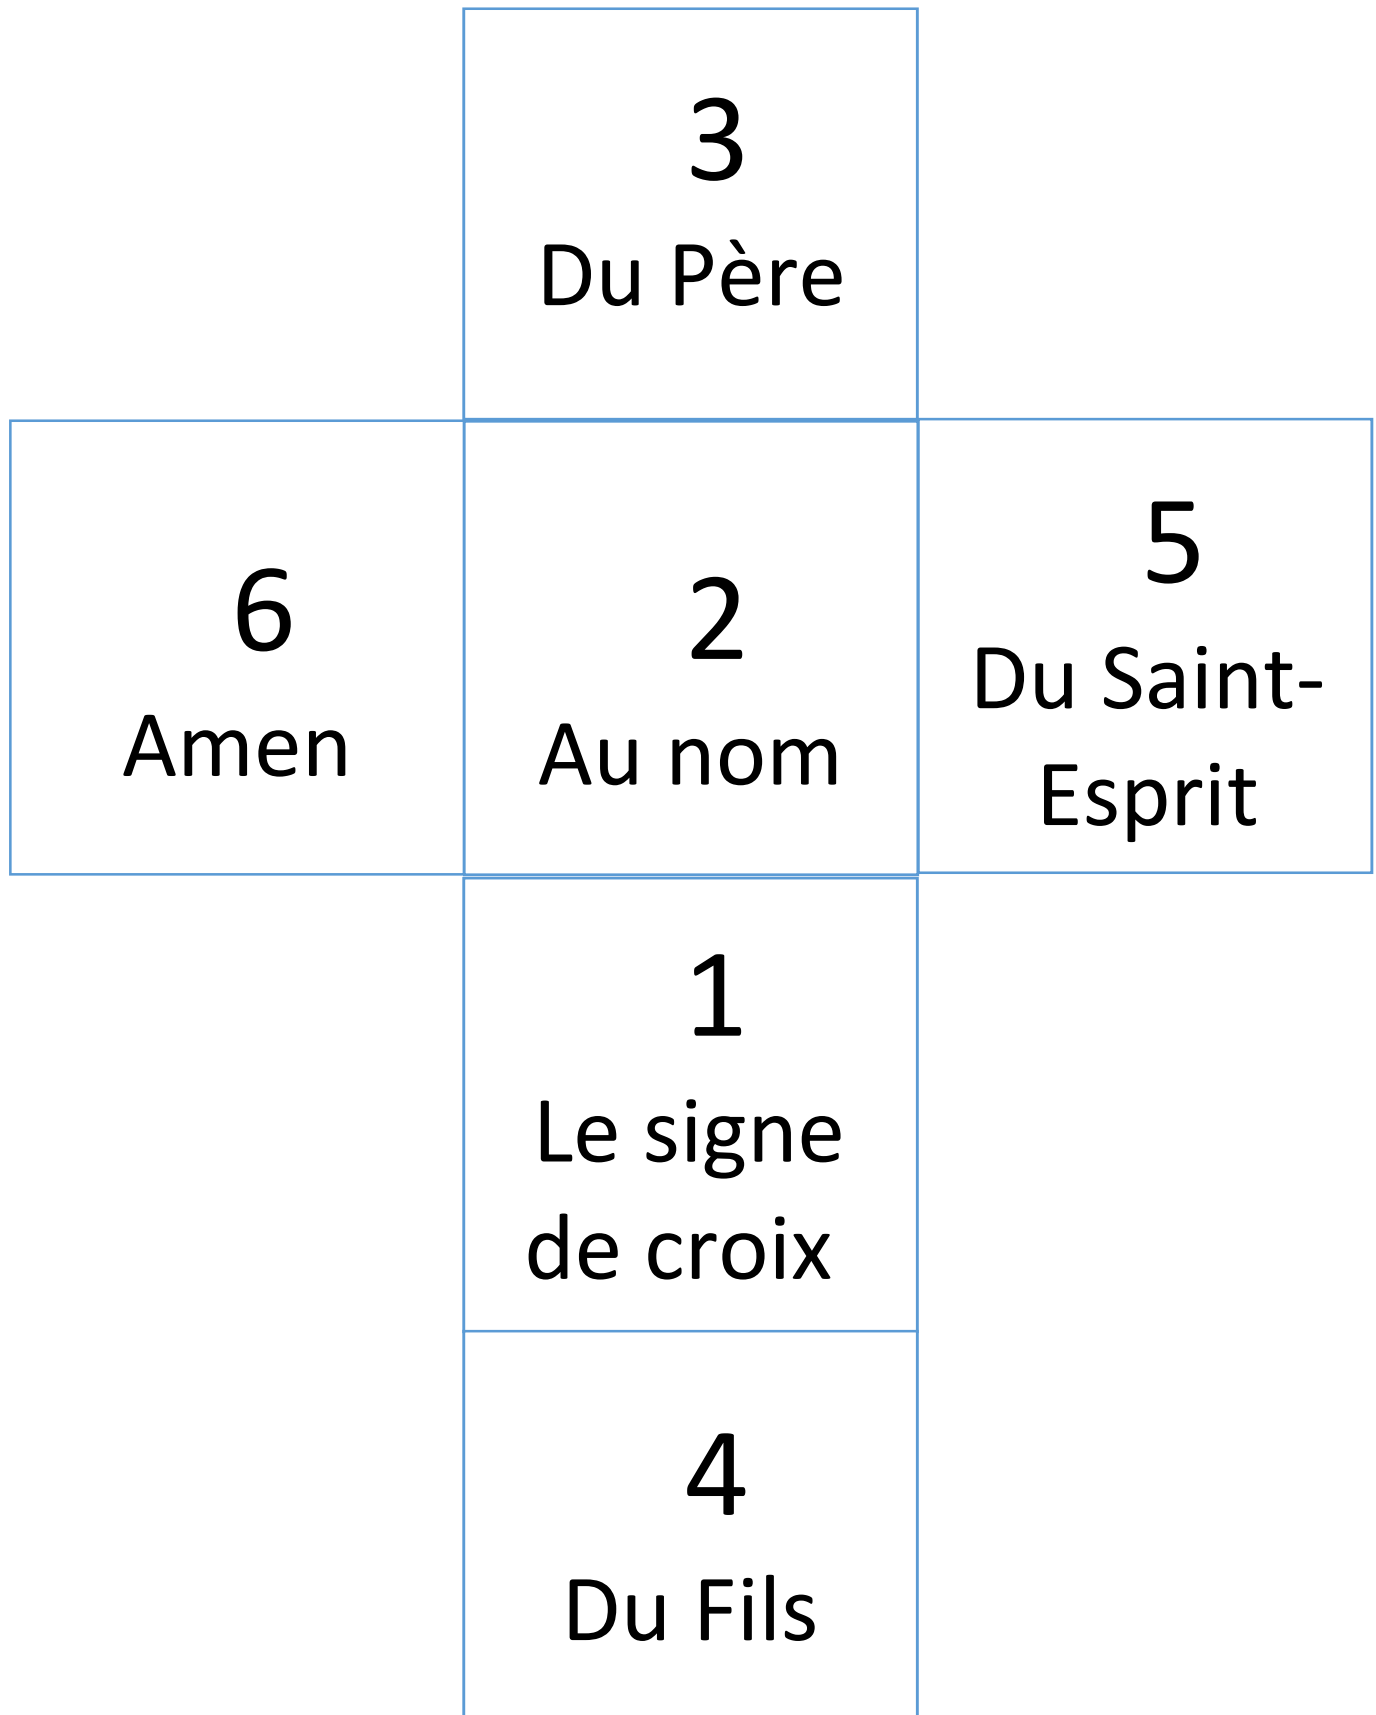 3
Du Père
6
Amen
2
Au nom
5
Du Saint-
Esprit
1
Le signe
de croix
4
Du Fils